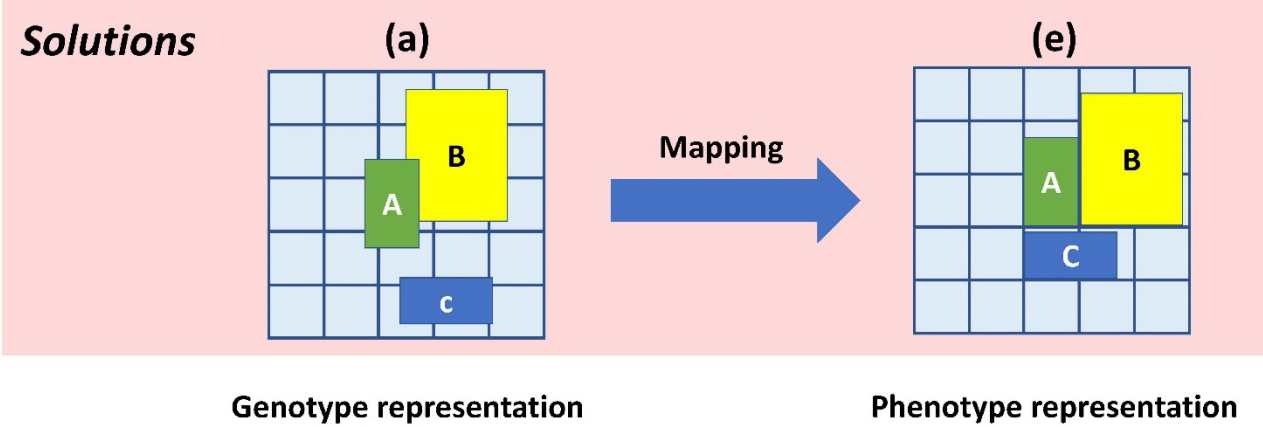 Solutions
(a)
(e)
B
A
c
Mapping
B
A
C
Genotype representation
Phenotype representation